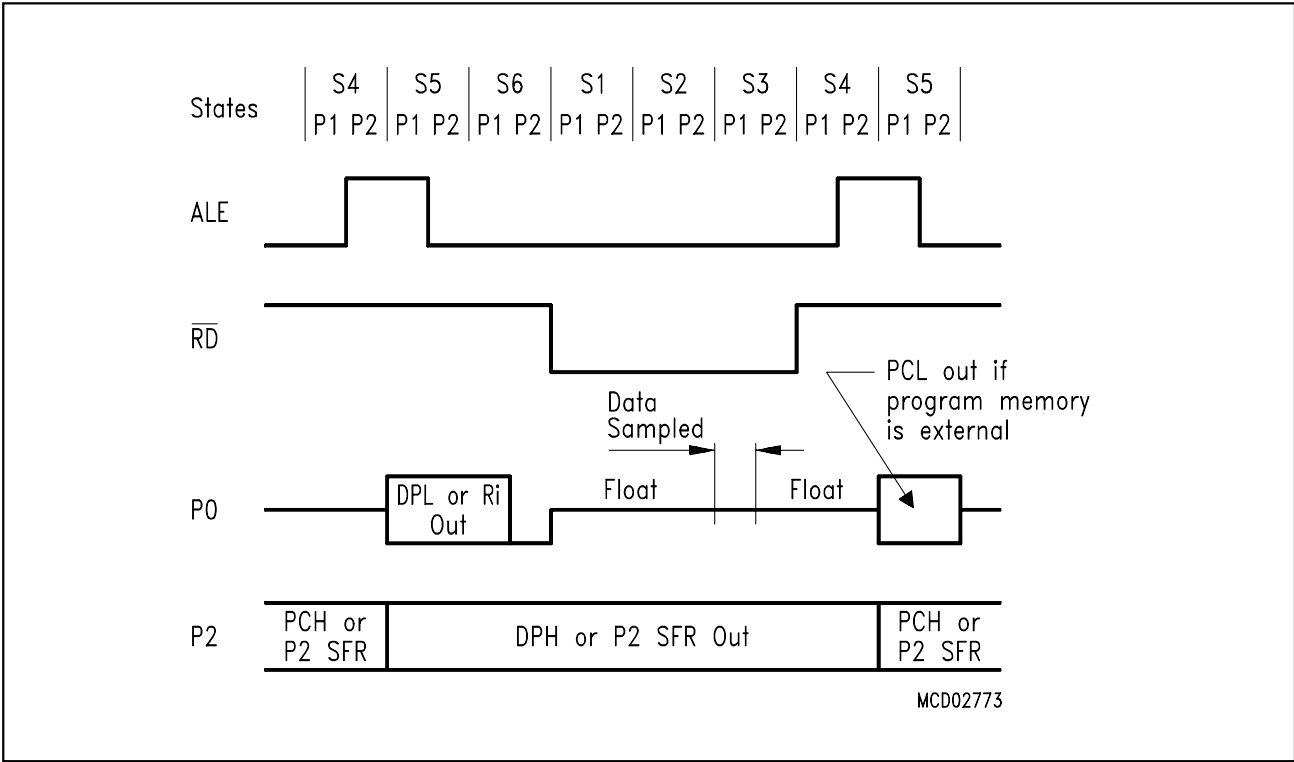 States
S4 S5 S6 S1 S2 S3 S4 S5
P1 P2 P1 P2 P1 P2 P1 P2 P1 P2 P1 P2 P1 P2 P1 P2
ALE
RD
PCL out if
program memory
is external
Data
Sampled
P0
DPL or Ri
Out
Float
Float
P2
PCH or
P2 SFR
DPH or P2 SFR Out
PCH or
P2 SFR
MCD02773